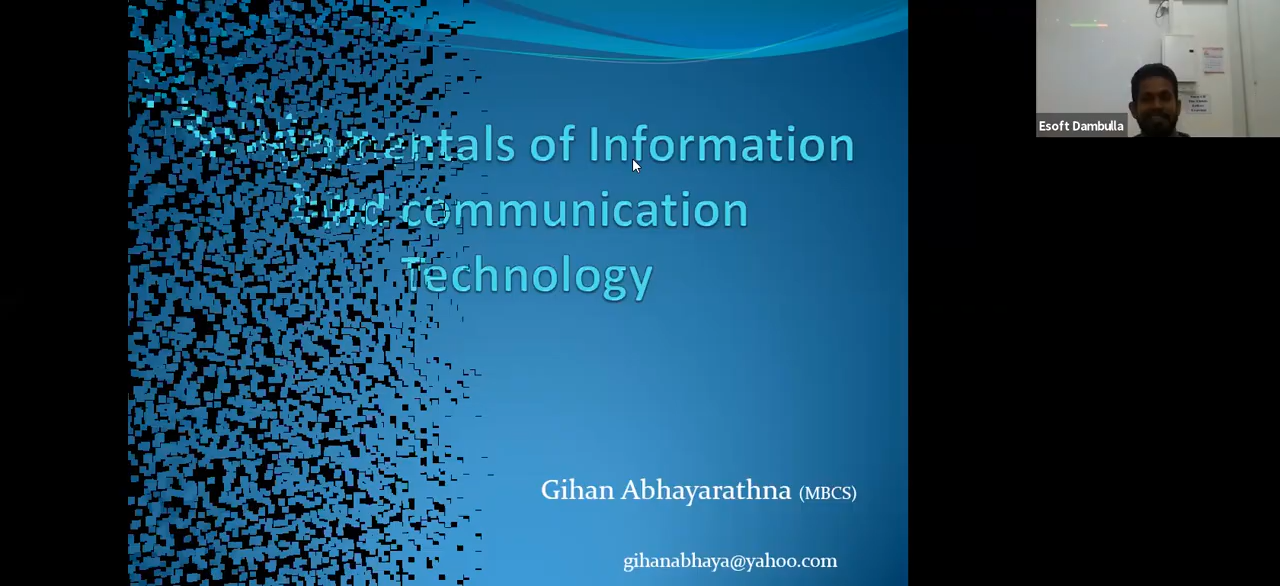 of Information
communication
Technology
Gihan Abhayarathna (MBCS)
gihanabhaya@yahoo.com
Esoft Dambulla